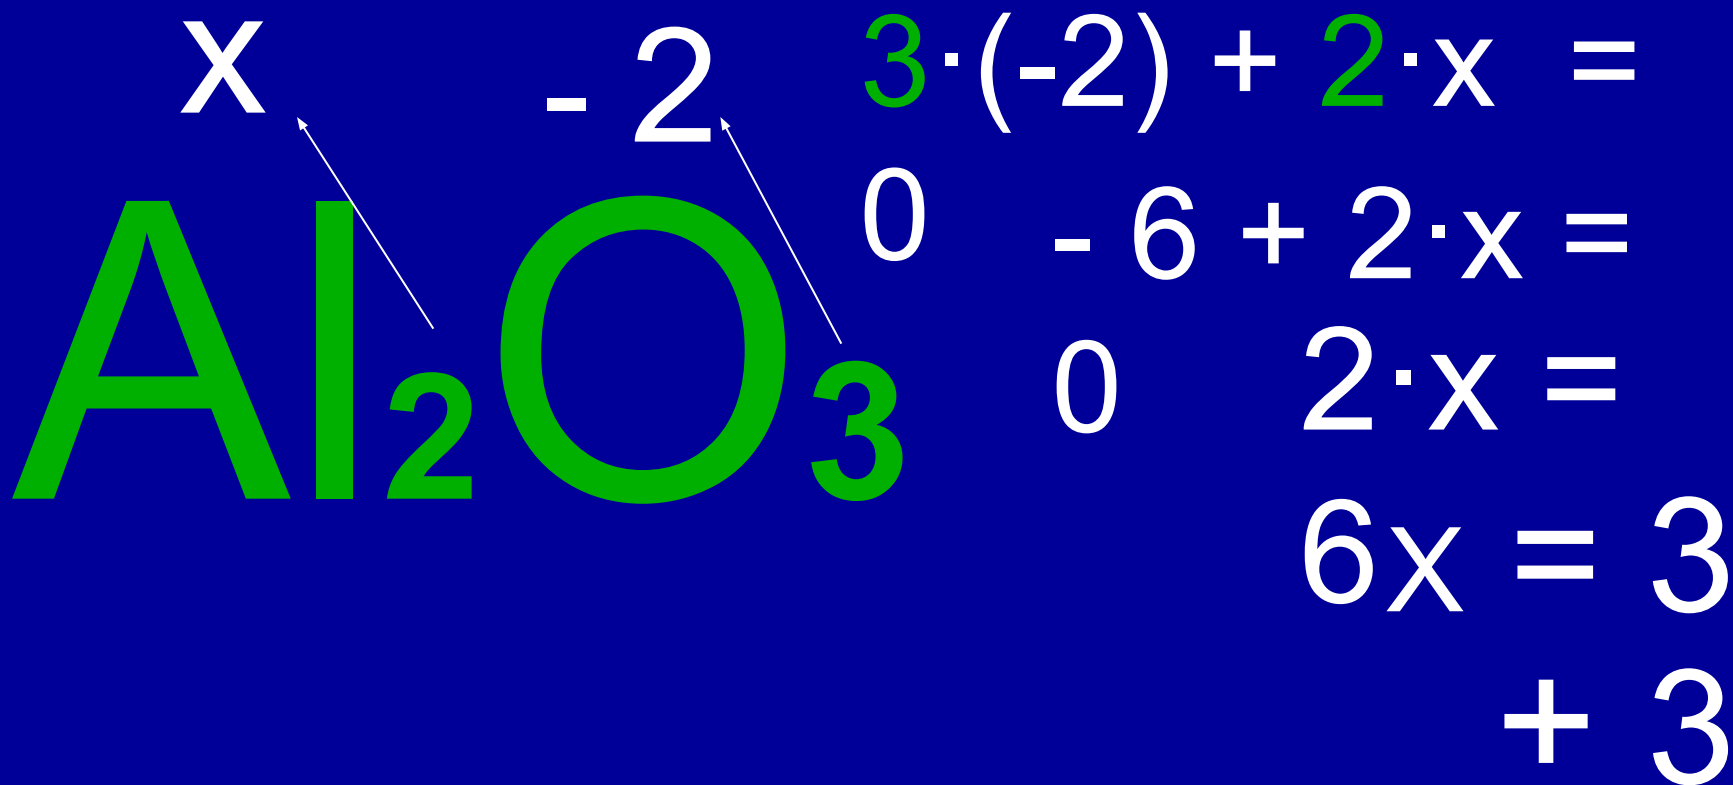 x - 2
Al2O3
3·(-2) + 2·x =
0 - 6 + 2·x =
0 2·x =
6x = 3
+ 3